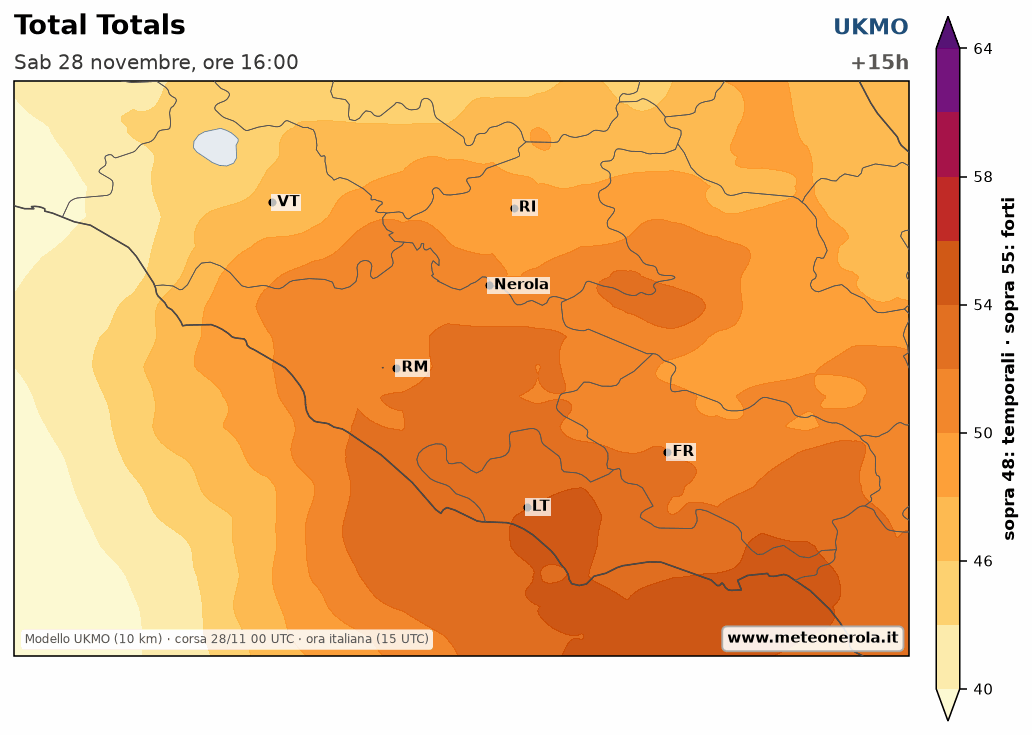 Total Totals
UKMO
Sab 28 novembre, ore 16:00
+15h
VT
RI
Nerola
RM
FR
LT
Modello UKMO (10 km) · corsa 28/11 00 UTC · ora italiana (15 UTC)
www.meteonerola.it
64
58
54
50
46
40
sopra 48: temporali · sopra 55: forti